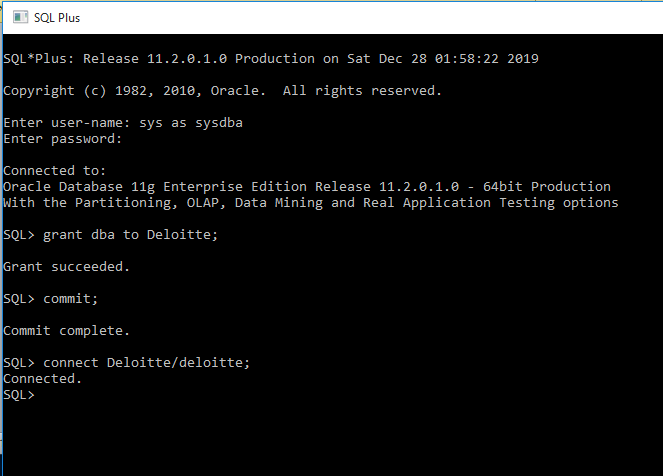 SQL Plus
SQL*Plus: Release 11.2.0.1.0 Production on Sat Dec 28 01:58:22 2019
Copyright (c) 1982, 2010, Oracle.  All rights reserved.
Enter user-name: sys as sysdba
Enter password:
Connected to:
Oracle Database 11g Enterprise Edition Release 11.2.0.1.0 - 64bit Production
With the Partitioning, OLAP, Data Mining and Real Application Testing options
SQL> grant dba to Deloitte;
Grant succeeded.
SQL> commit;
Commit complete.
SQL> connect Deloitte/deloitte;
Connected.
SQL>